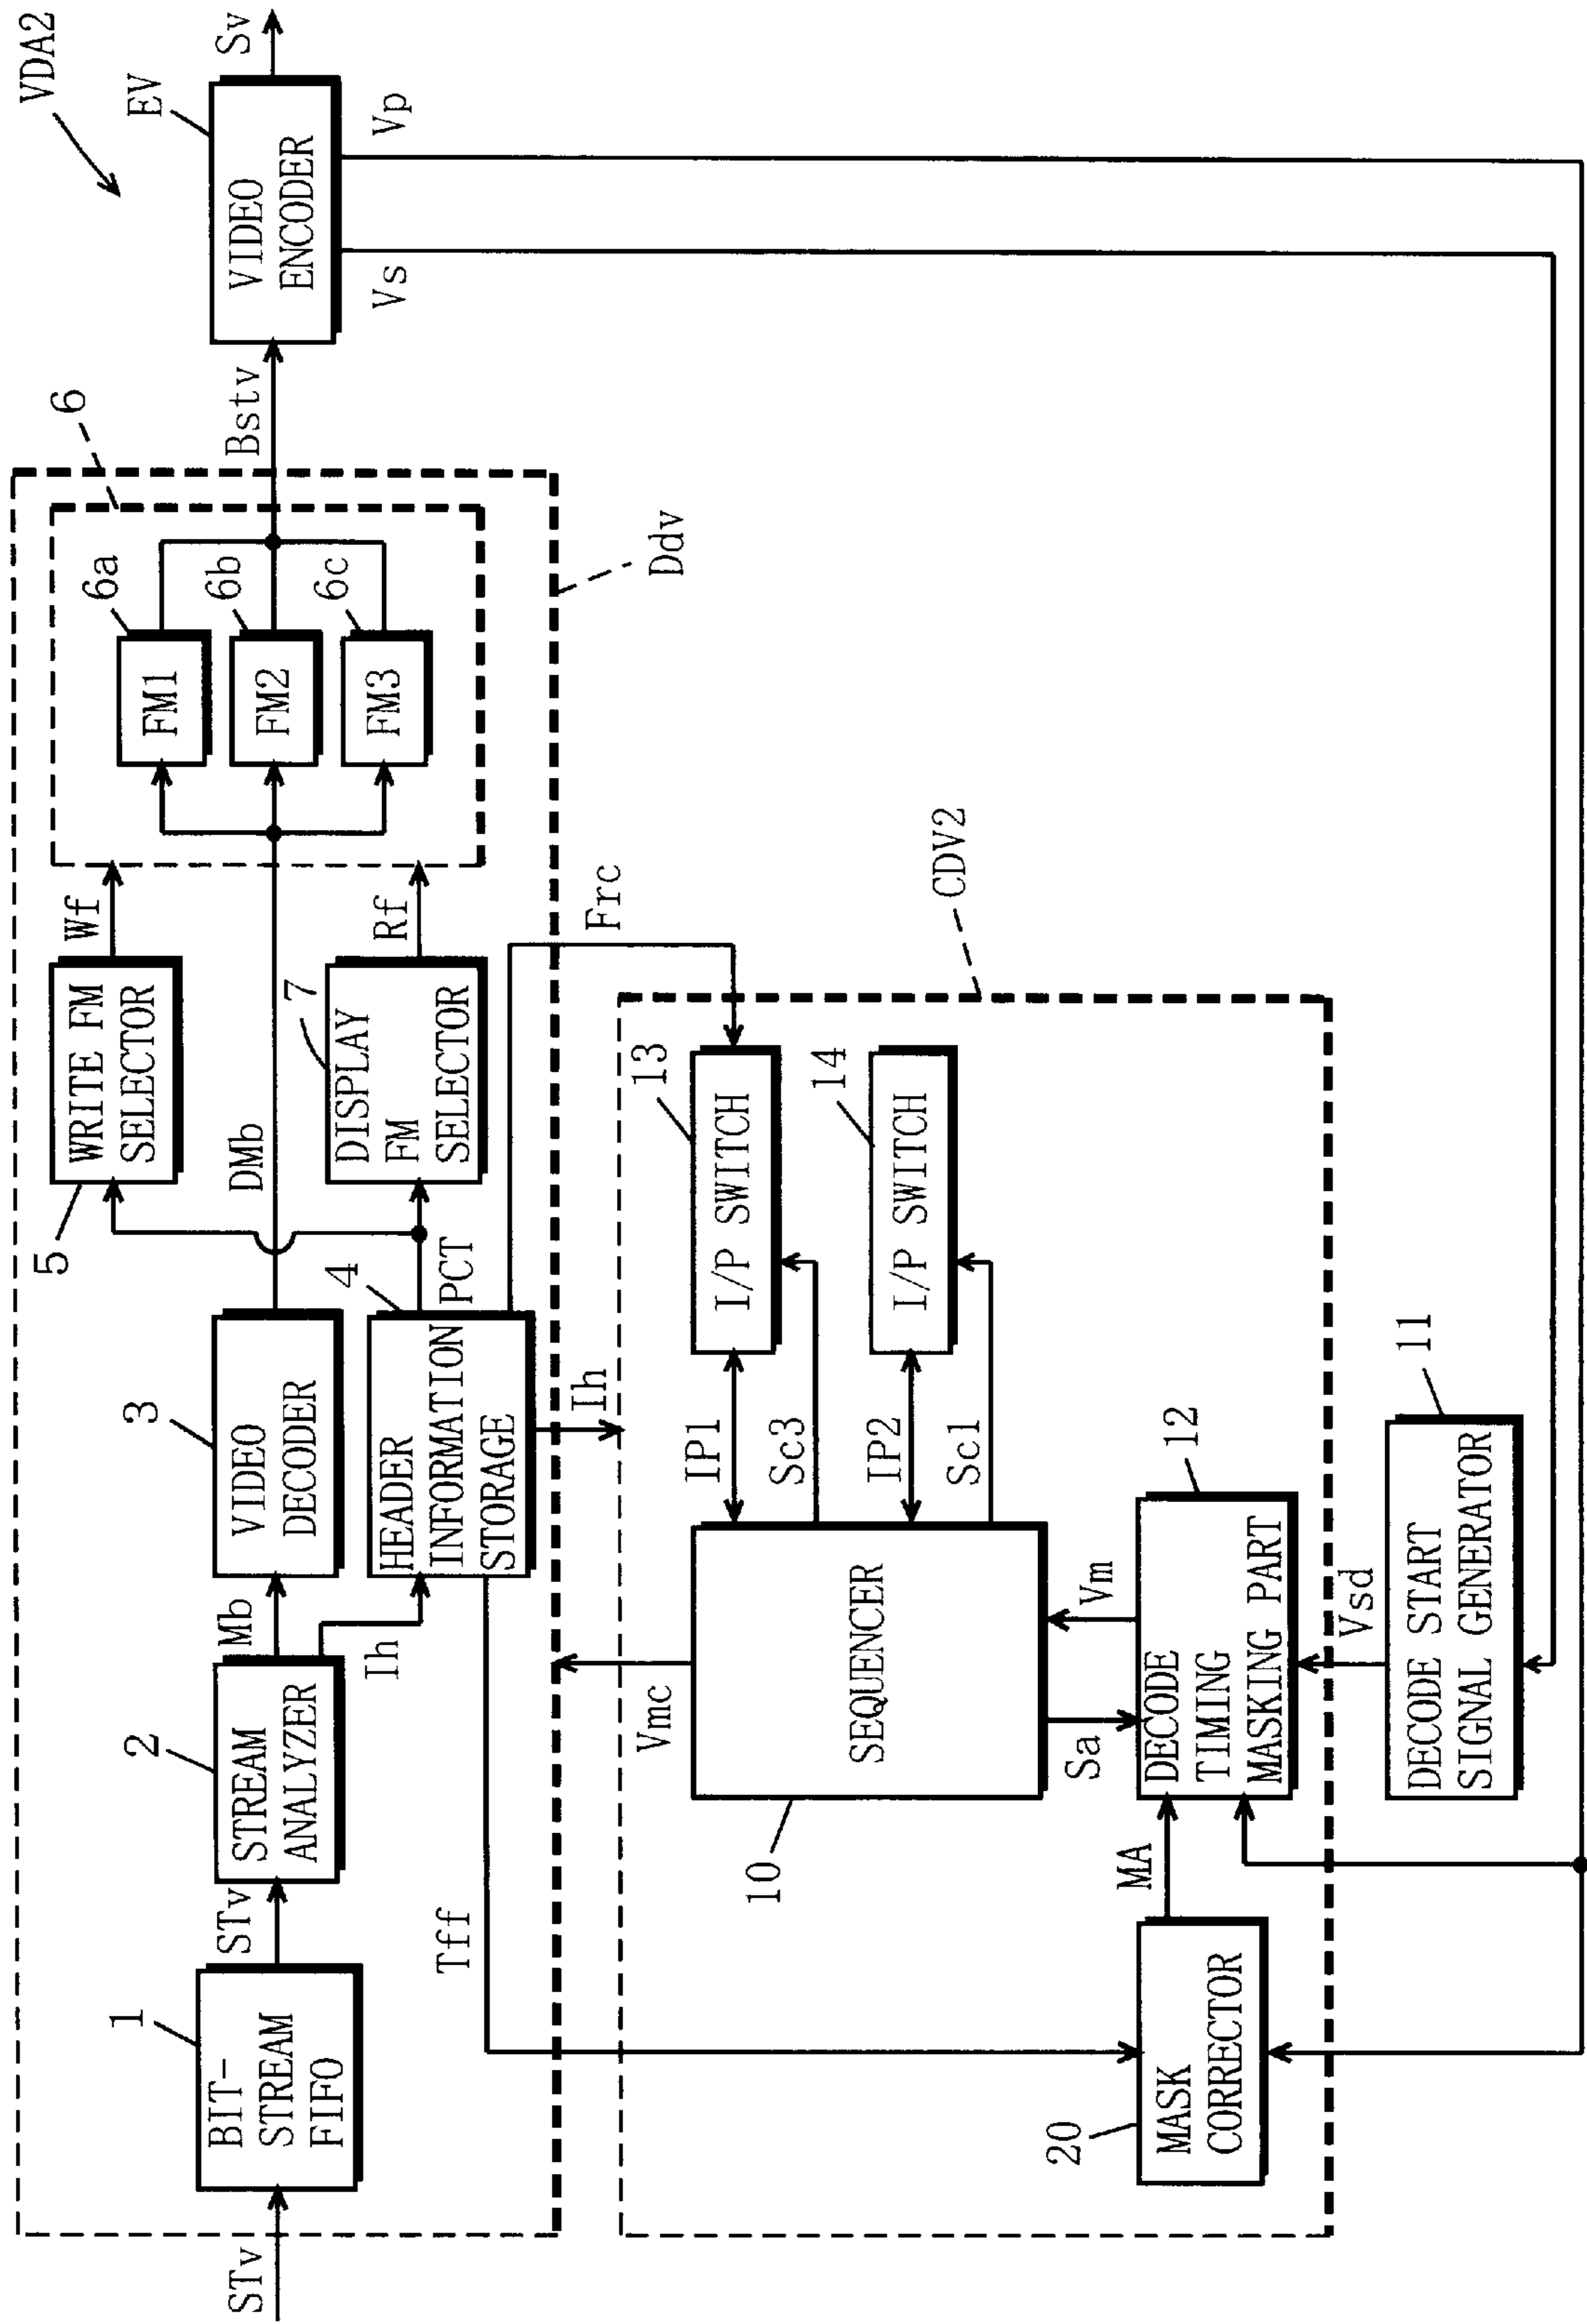 VDA2
STv
1
BIT-
STREAM
FIFO
STv
2
STREAM
ANALYZER
Mb
Ih
3
VIDEO
DECODER
4
HEADER
INFORMATION
STORAGE
PCT
DMb
5
WRITE FM
SELECTOR
Wf
7
DISPLAY
FM
SELECTOR
Rf
6
6a
FM1
6b
FM2
6c
FM3
Bstv
EV
VIDEO
ENCODER
Sv
Vs
Vp
Ddv
Tff
Vmc
Ih
Frc
CDV2
10
SEQUENCER
IP1
Sc3
IP2
Sc1
13
I/P SWITCH
14
I/P SWITCH
20
MASK
CORRECTOR
MA
Sa
Vm
12
DECODE
TIMING
MASKING PART
Vsd
11
DECODE START
SIGNAL GENERATOR